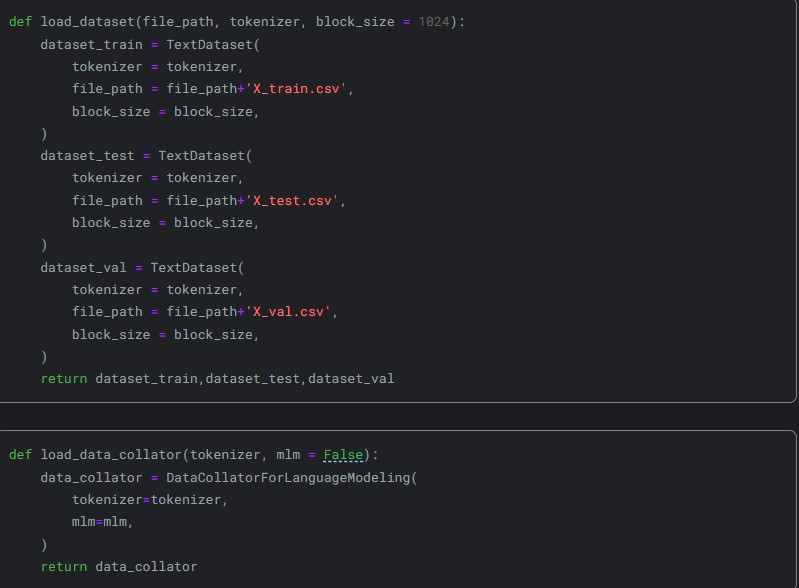 def load_dataset(file_path, tokenizer, block_size = 1024):
    dataset_train = TextDataset(
        tokenizer = tokenizer,
        file_path = file_path+'X_train.csv',
        block_size = block_size,
    )
    dataset_test = TextDataset(
        tokenizer = tokenizer,
        file_path = file_path+'X_test.csv',
        block_size = block_size,
    )
    dataset_val = TextDataset(
        tokenizer = tokenizer,
        file_path = file_path+'X_val.csv',
        block_size = block_size,
    )
    return dataset_train,dataset_test,dataset_val
def load_data_collator(tokenizer, mlm = False):
    data_collator = DataCollatorForLanguageModeling(
        tokenizer=tokenizer,
        mlm=mlm,
    )
    return data_collator